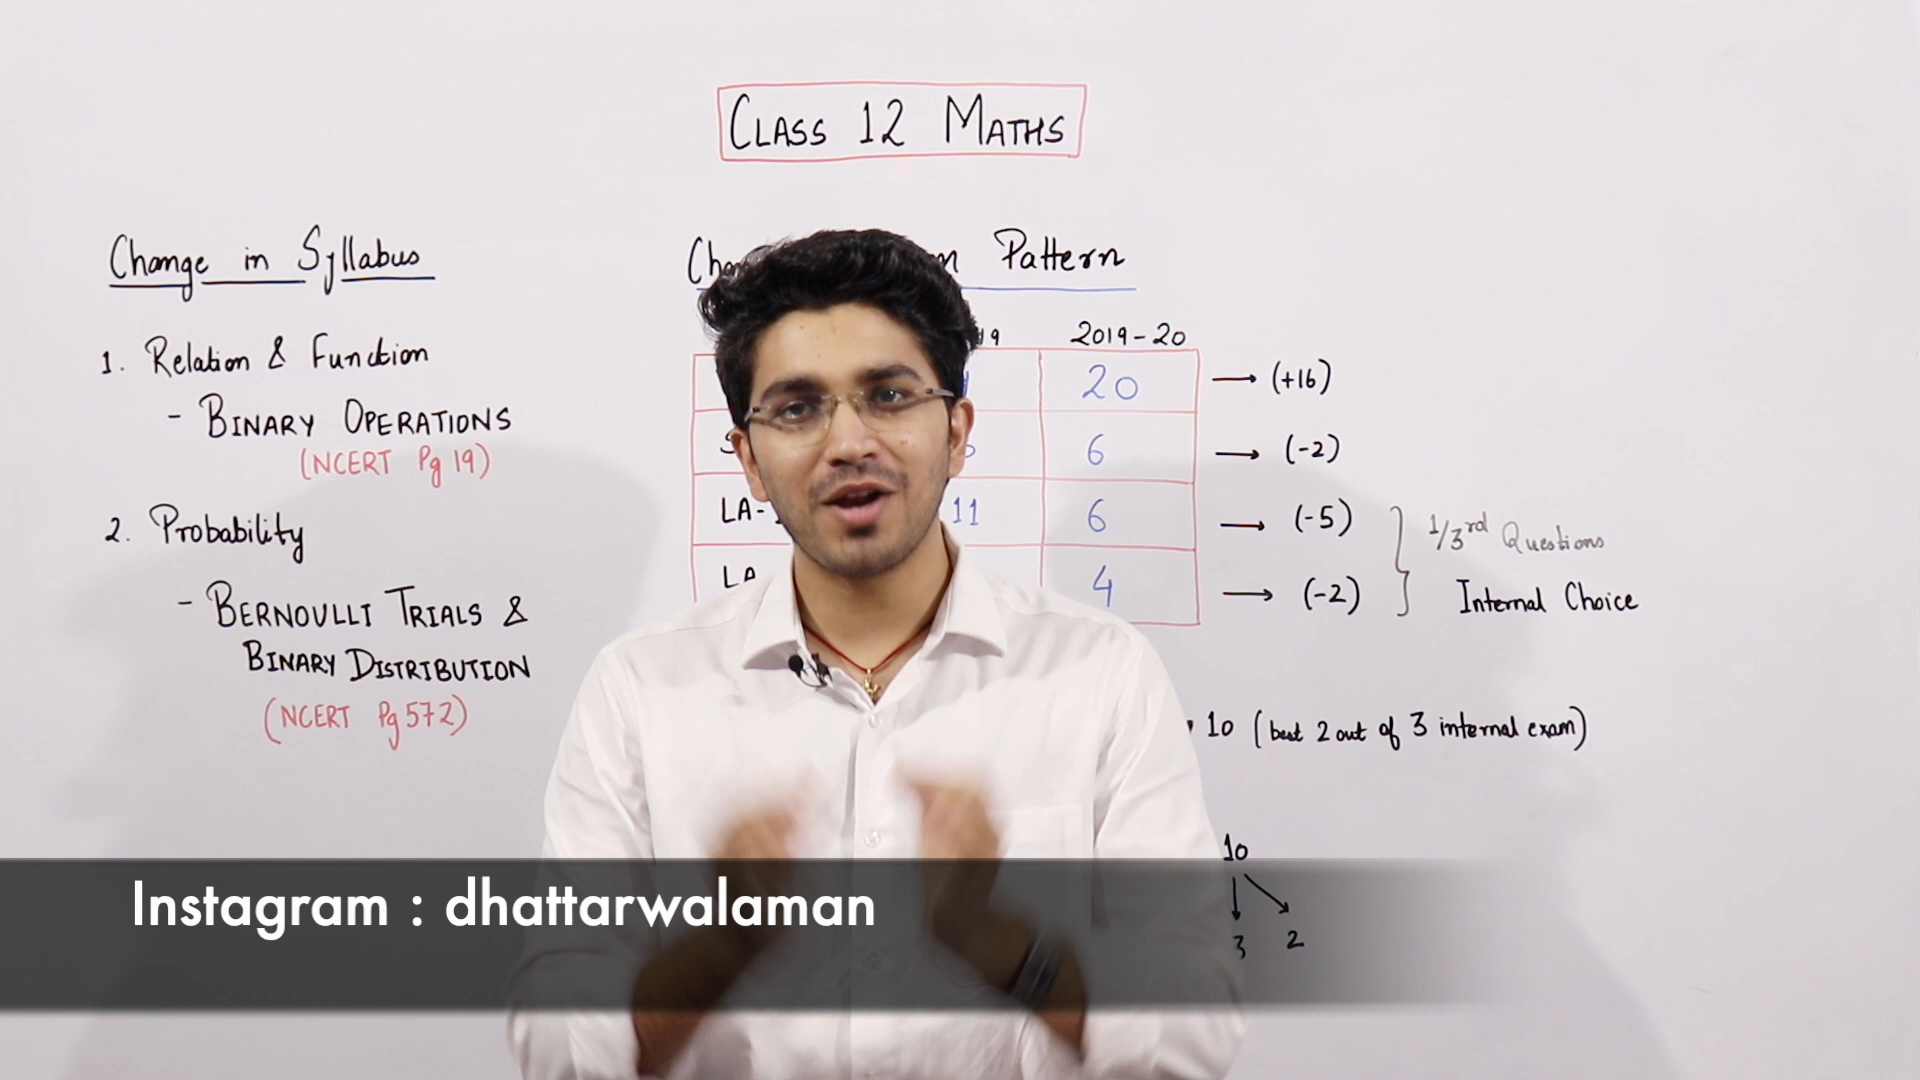 CLASS 12 MATHS
Change in Syllabus
1. Relation & Function
- BINARY OPERATIONS
(NCERT Pg 19)
2. Probability
- BERNOULLI TRIALS &
BINARY DISTRIBUTION
(NCERT Pg 572)
Pattern
2019-20
20 → (+16)
6 → (-2)
LA- 11 6 → (-5)
LA 4 → (-2)
1/3rd Questions
Internal Choice
10 (best 2 out of 3 internal exam)
10
3 2
Instagram : dhattarwalaman